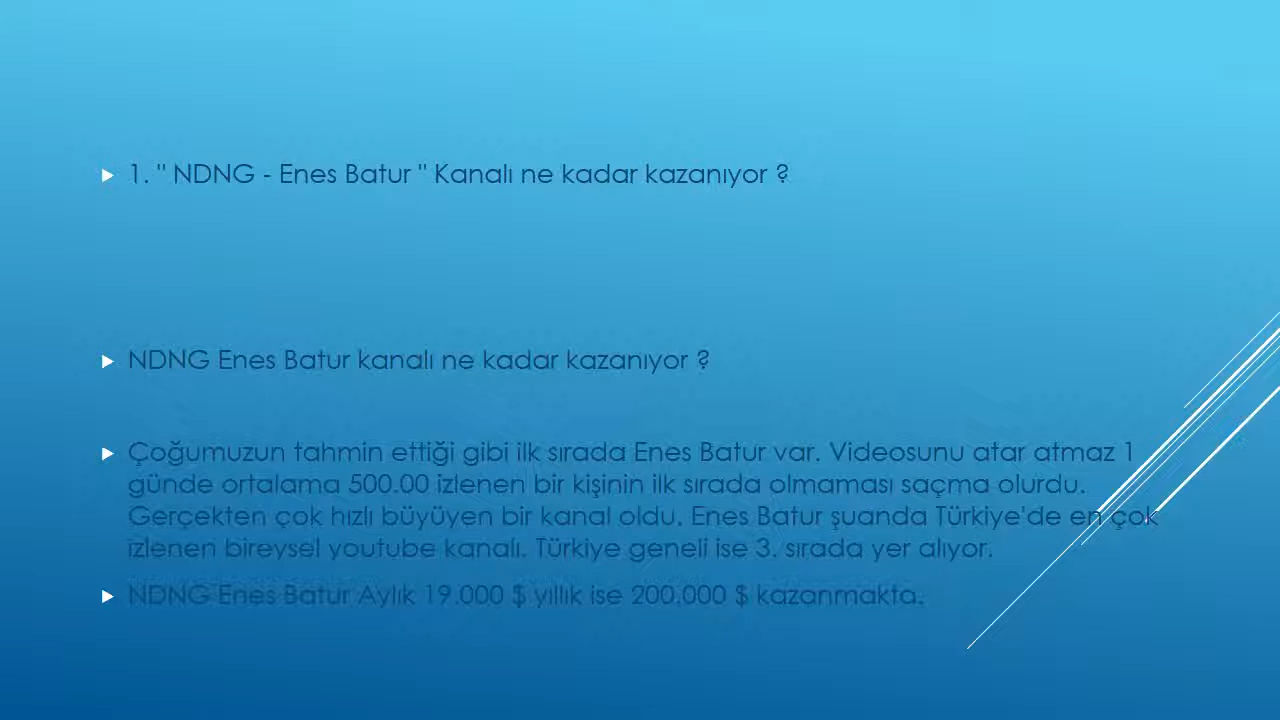 1. " NDNG - Enes Batur " Kanalı ne kadar kazanıyor ?
NDNG Enes Batur kanalı ne kadar kazanıyor ?
Çoğumuzun tahmin ettiği gibi ilk sırada Enes Batur var. Videosunu atar atmaz 1
günde ortalama 500.00 izlenen bir kişinin ilk sırada olmaması saçma olurdu.
Gerçekten çok hızlı büyüyen bir kanal oldu. Enes Batur şuanda Türkiye'de en çok
izlenen bireysel youtube kanalı. Türkiye geneli ise 3. sırada yer alıyor.
NDNG Enes Batur Aylık 19.000 $ yıllık ise 200.000 $ kazanmakta.